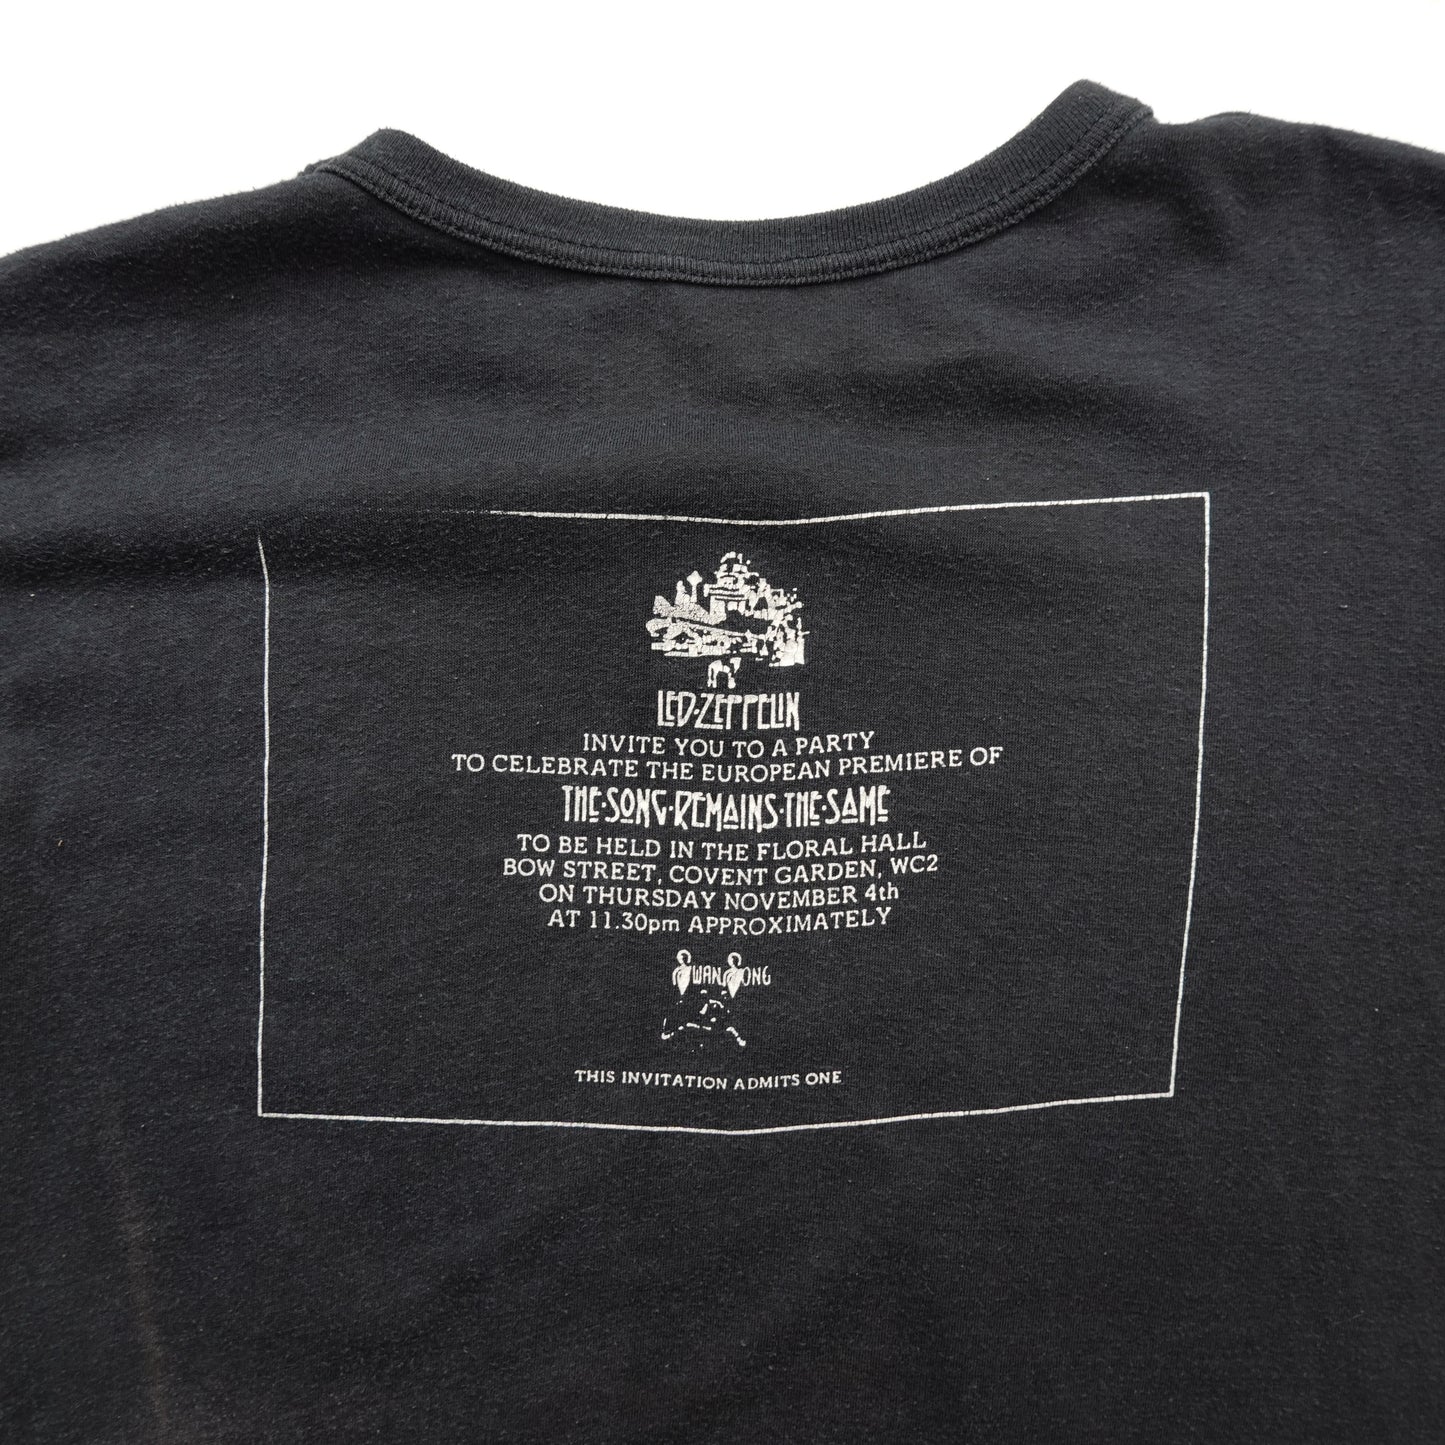 LED·ZEPPELIN
INVITE YOU TO A PARTY
TO CELEBRATE THE EUROPEAN PREMIERE OF
THE·SONG·REMAINS·THE·SAME
TO BE HELD IN THE FLORAL HALL
BOW STREET, COVENT GARDEN, WC2
ON THURSDAY NOVEMBER 4th
AT 11.30pm APPROXIMATELY
SWAN SONG
THIS INVITATION ADMITS ONE